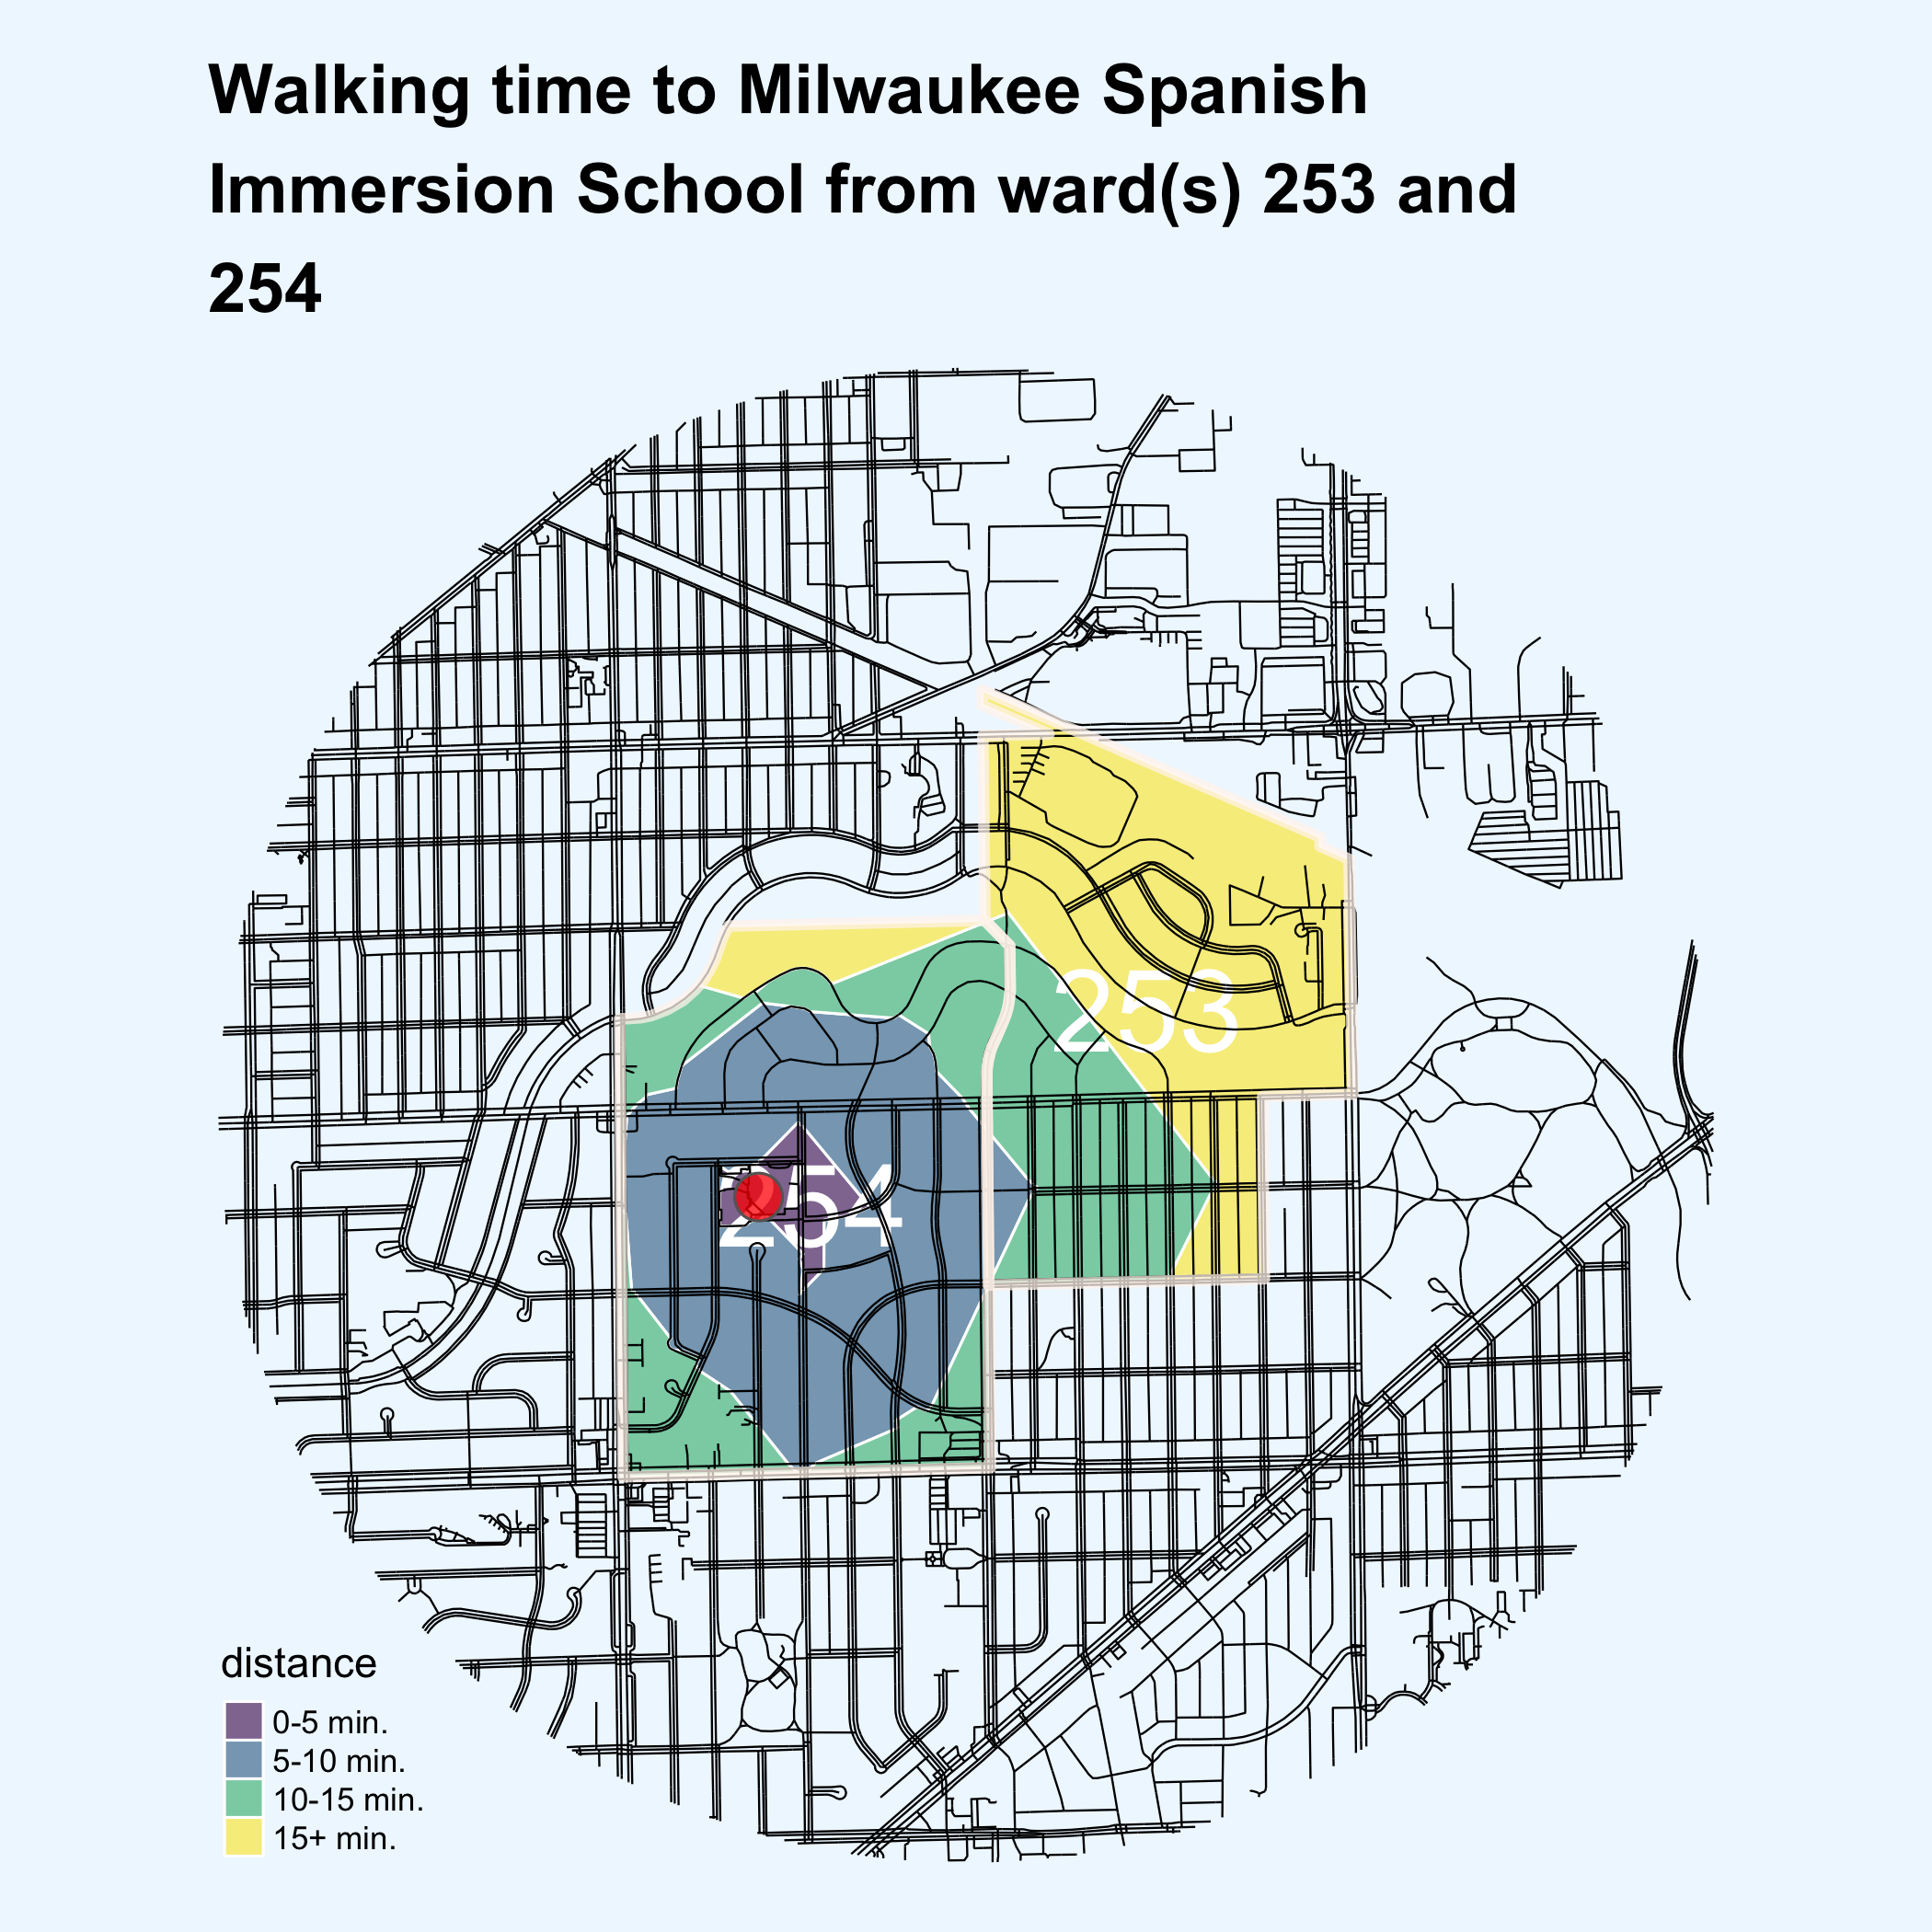 Walking time to Milwaukee Spanish
Immersion School from ward(s) 253 and
254
253
254
distance
0-5 min.
5-10 min.
10-15 min.
15+ min.